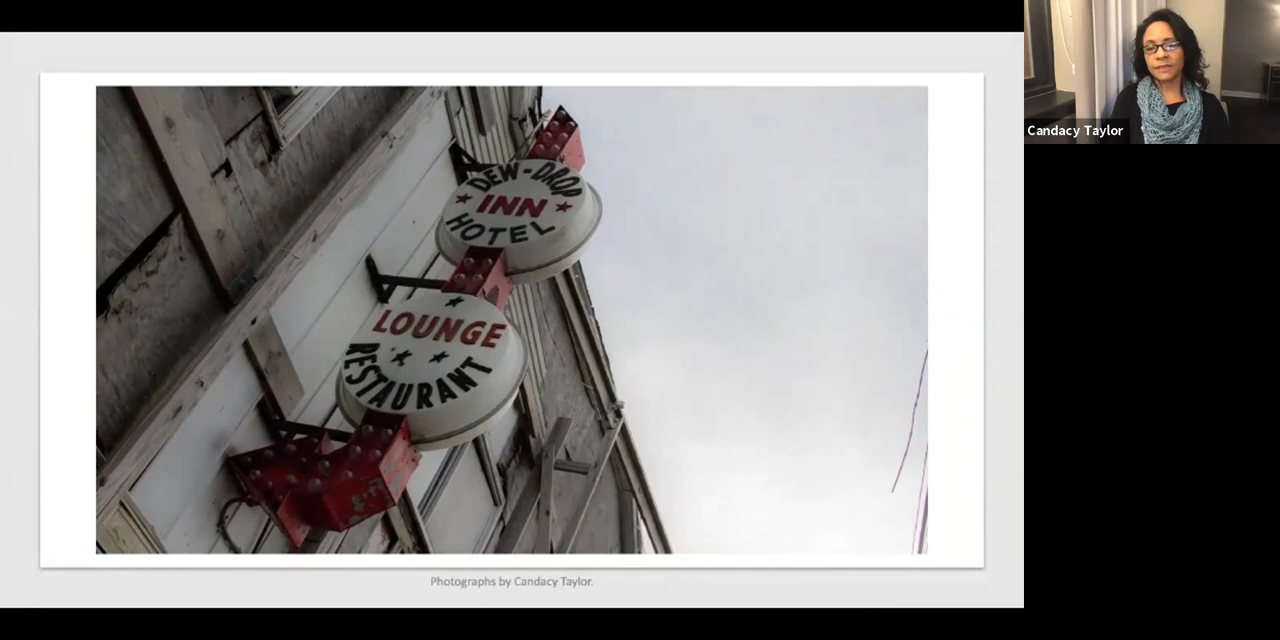 DEW-DROP
INN
HOTEL
LOUNGE
RESTAURANT
Photographs by Candacy Taylor.
Candacy Taylor